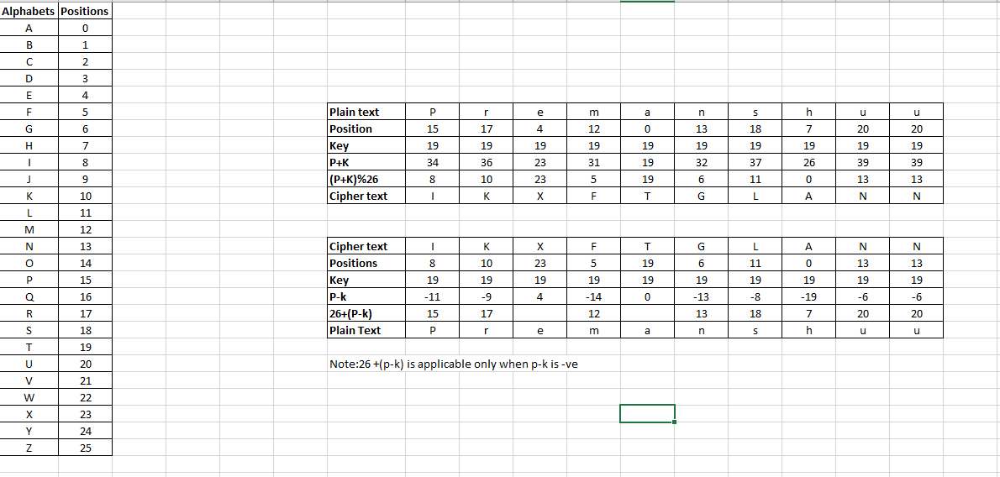 Alphabets Positions
A 0
B 1
C 2
D 3
E 4
F 5
G 6
H 7
I 8
J 9
K 10
L 11
M 12
N 13
O 14
P 15
Q 16
R 17
S 18
T 19
U 20
V 21
W 22
X 23
Y 24
Z 25
Plain text P r e m a n s h u u
Position 15 17 4 12 0 13 18 7 20 20
Key 19 19 19 19 19 19 19 19 19 19
P+K 34 36 23 31 19 32 37 26 39 39
(P+K)%26 8 10 23 5 19 6 11 0 13 13
Cipher text I K X F T G L A N N
Cipher text I K X F T G L A N N
Positions 8 10 23 5 19 6 11 0 13 13
Key 19 19 19 19 19 19 19 19 19 19
P-k -11 -9 4 -14 0 -13 -8 -19 -6 -6
26+(P-k) 15 17 12 13 18 7 20 20
Plain Text P r e m a n s h u u
Note:26 +(p-k) is applicable only when p-k is -ve